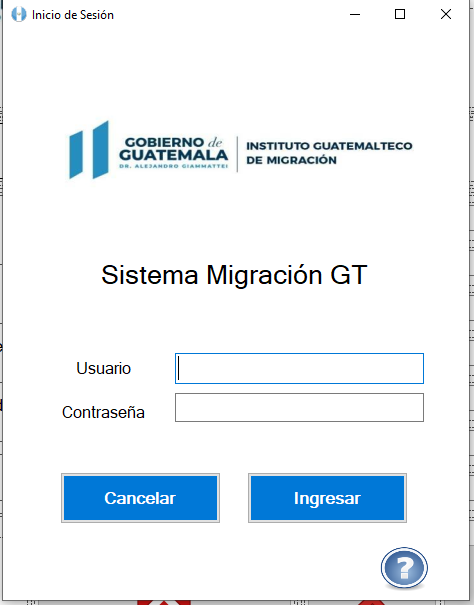 Inicio de Sesión
GOBIERNO de
GUATEMALA
DR. ALEJANDRO GIAMMATTEI
INSTITUTO GUATEMALTECO
DE MIGRACIÓN
Sistema Migración GT
Usuario
Contraseña
Cancelar
Ingresar
?